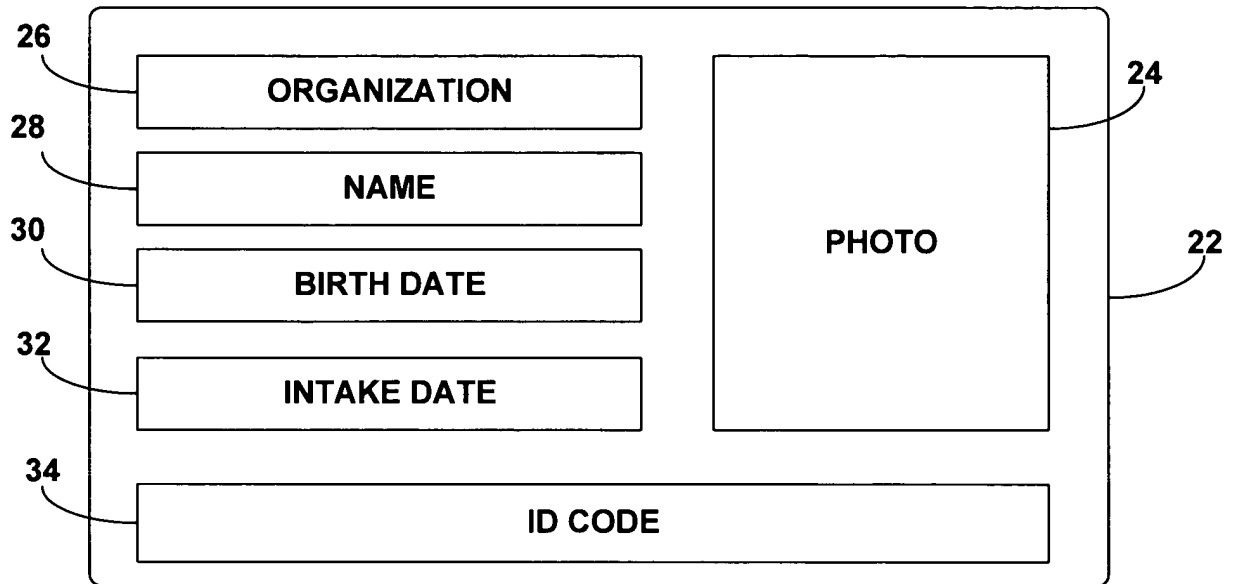 26
ORGANIZATION
24
28
NAME
30
BIRTH DATE
PHOTO
22
32
INTAKE DATE
34
ID CODE